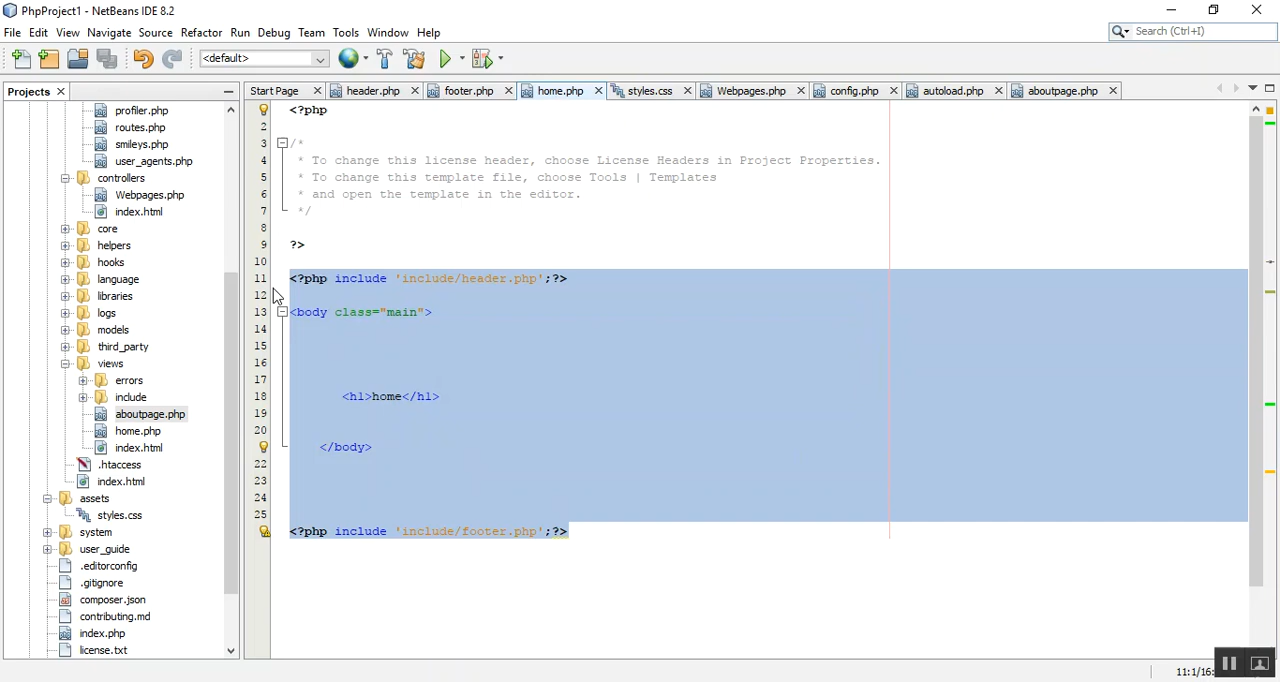 PhpProject1 - NetBeans IDE 8.2
File Edit View Navigate Source Refactor Run Debug Team Tools Window Help
Search (Ctrl+I)
<default>
Projects
Start Page header.php footer.php home.php styles.css Webpages.php config.php autoload.php aboutpage.php
profiler.php
routes.php
smileys.php
user_agents.php
controllers
Webpages.php
index.html
core
helpers
hooks
language
libraries
logs
models
third_party
views
errors
include
aboutpage.php
home.php
index.html
.htaccess
index.html
assets
styles.css
system
user_guide
.editorconfig
.gitignore
composer.json
contributing.md
index.php
license.txt
<?php
2
3 /*
4 * To change this license header, choose License Headers in Project Properties.
5 * To change this template file, choose Tools | Templates
6 * and open the template in the editor.
7 */
8
9 ?>
10
11 <?php include 'include/header.php';?>
12
13 <body class="main">
14
15
16
17
18 <h1>home</h1>
19
20
</body>
22
23
24
25
<?php include 'include/footer.php';?>
11:1/16: